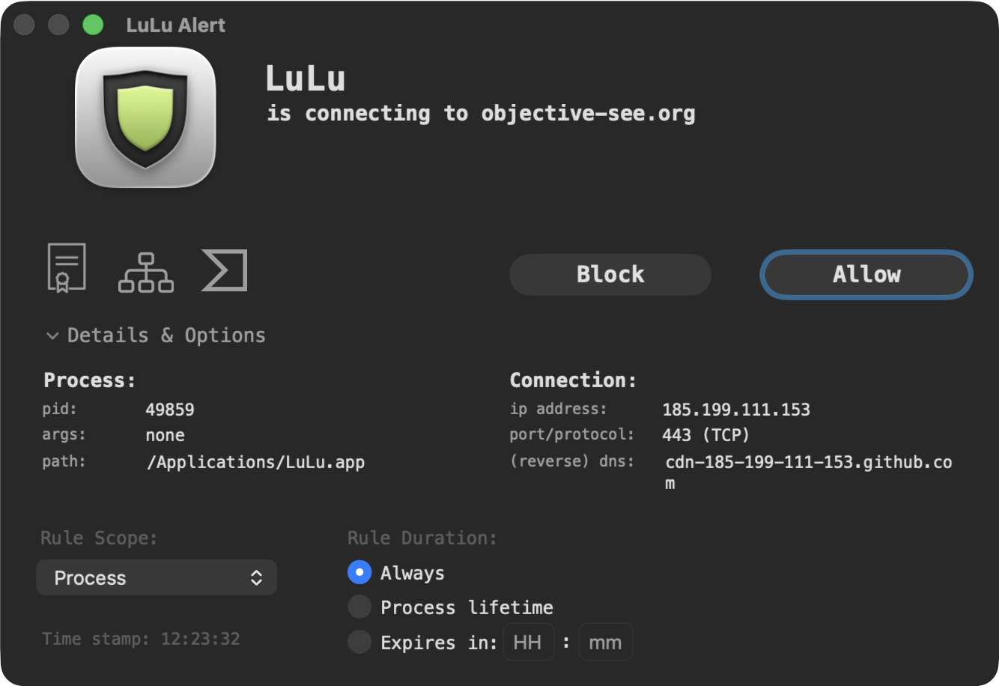 LuLu Alert
LuLu
is connecting to objective-see.org
Block
Allow
Details & Options
Process:
pid: 49859
args: none
path: /Applications/LuLu.app
Connection:
ip address: 185.199.111.153
port/protocol: 443 (TCP)
(reverse) dns: cdn-185-199-111-153.github.co
m
Rule Scope:
Process
Time stamp: 12:23:32
Rule Duration:
Always
Process lifetime
Expires in: HH : mm